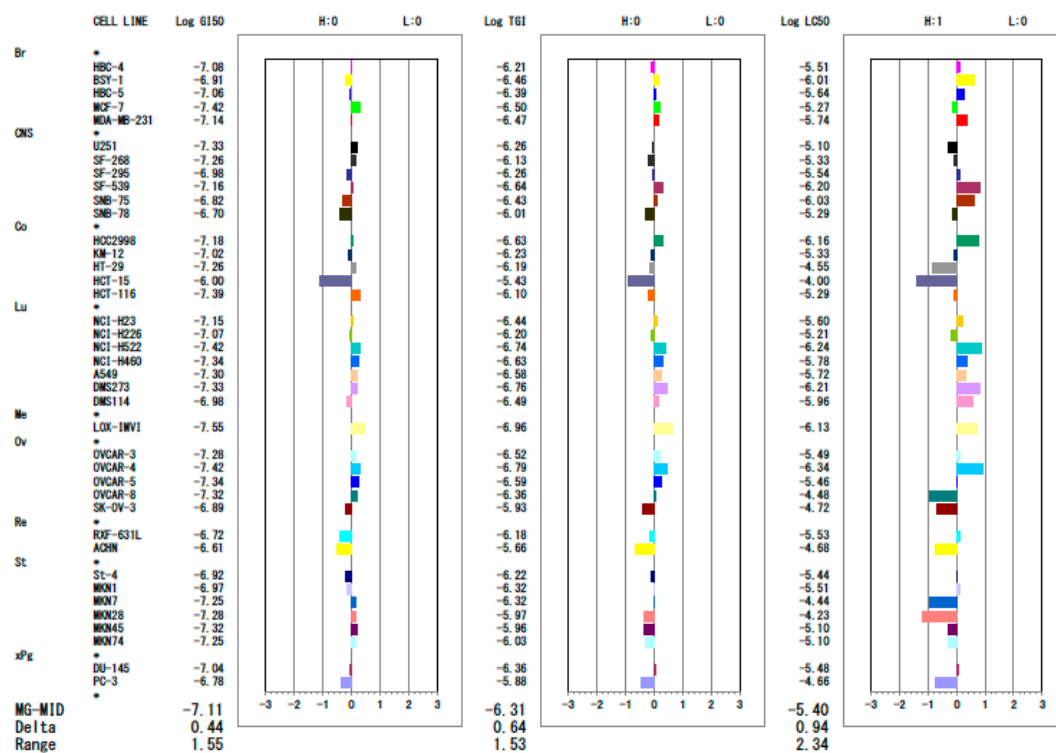 CELL LINE Log GI50 H:0 L:0 Log TGI H:0 L:0 Log LC50 H:1 L:0
Br *
HBC-4 -7.08 -6.21 -5.51
BSY-1 -6.91 -6.46 -6.01
HBC-5 -7.06 -6.39 -5.64
MCF-7 -7.42 -6.50 -5.27
MDA-MB-231 -7.14 -6.47 -5.74
CNS *
U251 -7.33 -6.26 -5.10
SF-268 -7.26 -6.13 -5.33
SF-295 -6.98 -6.26 -5.54
SF-539 -7.16 -6.64 -6.20
SNB-75 -6.82 -6.43 -6.03
SNB-78 -6.70 -6.01 -5.29
Co *
HCC2998 -7.18 -6.63 -6.16
KM-12 -7.02 -6.23 -5.33
HT-29 -7.26 -6.19 -4.55
HCT-15 -6.00 -5.43 -4.00
HCT-116 -7.39 -6.10 -5.29
Lu *
NCI-H23 -7.15 -6.44 -5.60
NCI-H226 -7.07 -6.20 -5.21
NCI-H522 -7.42 -6.74 -6.24
NCI-H460 -7.34 -6.63 -5.78
A549 -7.30 -6.58 -5.72
DMS273 -7.33 -6.76 -6.21
DMS114 -6.98 -6.49 -5.96
Me *
LOX-IMVI -7.55 -6.96 -6.13
Ov *
OVCAR-3 -7.28 -6.52 -5.49
OVCAR-4 -7.42 -6.79 -6.34
OVCAR-5 -7.34 -6.59 -5.46
OVCAR-8 -7.32 -6.36 -4.48
SK-OV-3 -6.89 -5.93 -4.72
Re *
RXF-631L -6.72 -6.18 -5.53
ACHN -6.61 -5.66 -4.68
St *
St-4 -6.92 -6.22 -5.44
MKN1 -6.97 -6.32 -5.51
MKN7 -7.25 -6.32 -4.44
MKN28 -7.28 -5.97 -4.23
MKN45 -7.32 -5.96 -5.10
MKN74 -7.25 -6.03 -5.10
xPg *
DU-145 -7.04 -6.36 -5.48
PC-3 -6.78 -5.88 -4.66
*
-3 -2 -1 0 1 2 3 -3 -2 -1 0 1 2 3 -3 -2 -1 0 1 2 3
MG-MID -7.11 -6.31 -5.40
Delta 0.44 0.64 0.94
Range 1.55 1.53 2.34